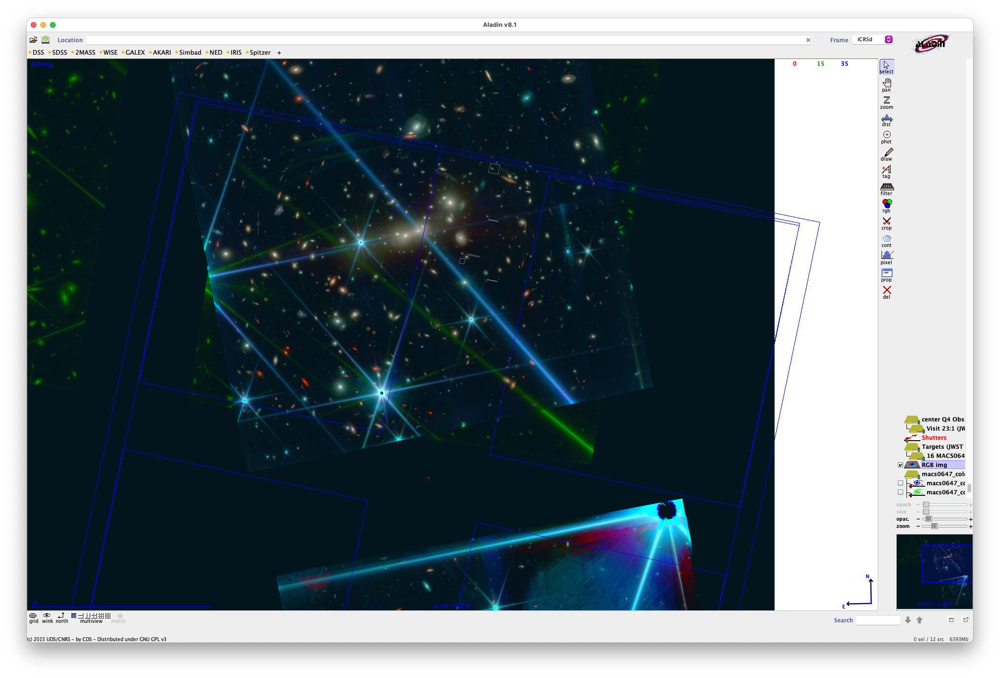 Aladin v8.1
Location
Frame ICRSd
ALADin
DSS SDSS 2MASS WISE GALEX AKARI Simbad NED IRIS Spitzer +
RGB img
0 15 35
select
pan
zoom
dist
phot
draw
tag
filter
rgb
crop
cont
pixel
prop
del
center Q4 Obs
Visit 23:1 (JW
Shutters
Targets (JWST
16 MACS064
RGB img
macs0647_col
macs0647_co
macs0647_co
epoch
size
opac.
zoom
N
E
1'
grid wink north multiview match
Search
(c) 2015 UDS/CNRS - by CDS - Distributed under GNU GPL v3
0 sel / 12 src 6393Mb